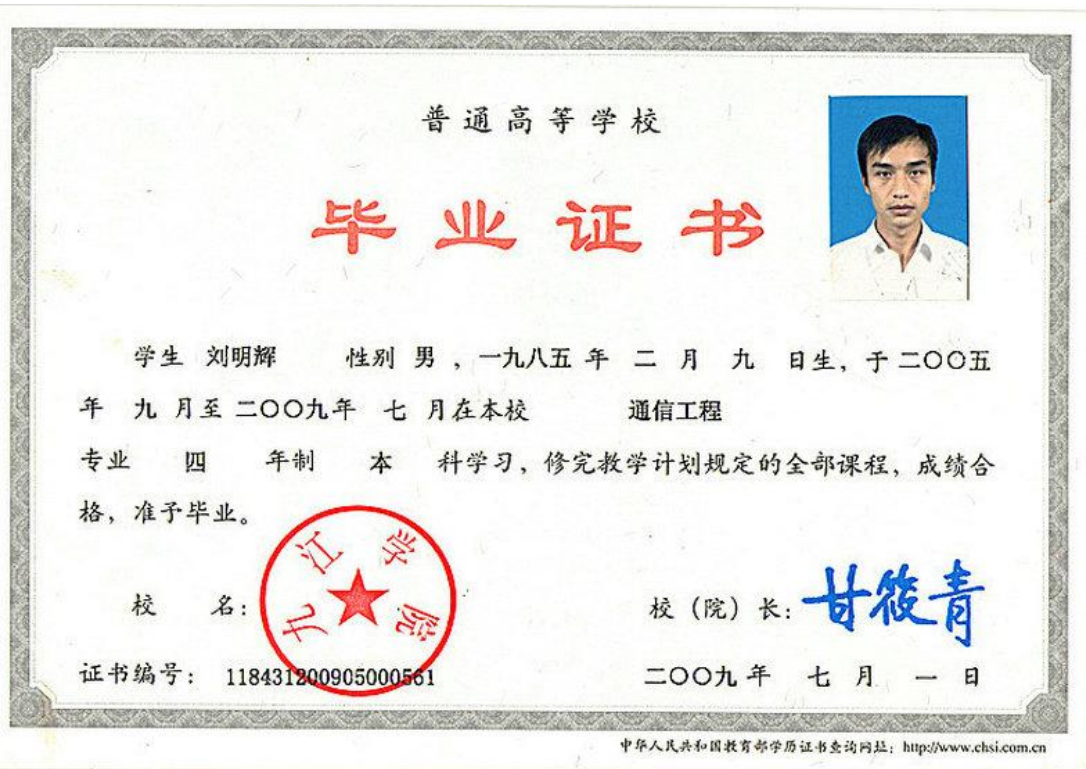 普通高等学校
毕业证书
学生 刘明辉 性别 男 ，一九八五 年 二 月 九 日生，于 二〇〇五
年 九 月至 二〇〇九年 七 月在本校 通信工程
专业 四 年制 本 科学习，修完教学计划规定的全部课程，成绩合
格，准予毕业。
九江学院
校 名：
校（院）长：甘筱青
证书编号： 118431200905000561
二〇〇九 年 七 月 一 日
中华人民共和国教育部学历证书查询网址：http://www.chsi.com.cn